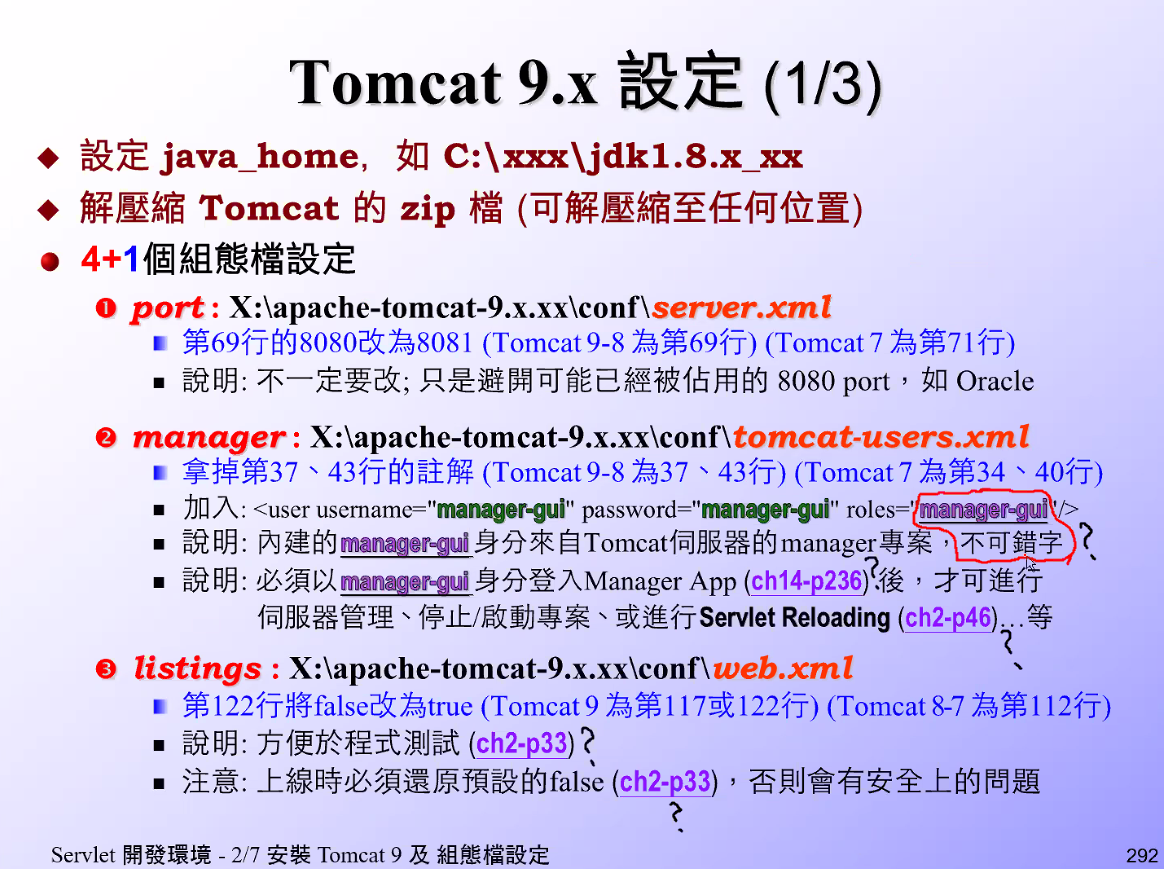 Tomcat 9.x 設定 (1/3)
設定 java_home, 如 C:\xxx\jdk1.8.x_xx
解壓縮 Tomcat 的 zip 檔 (可解壓縮至任何位置)
4+1個組態檔設定
❶ port : X:\apache-tomcat-9.x.xx\conf\server.xml
第69行的8080改為8081 (Tomcat 9-8 為第69行) (Tomcat 7 為第71行)
說明: 不一定要改; 只是避開可能已經被佔用的 8080 port，如 Oracle
❷ manager : X:\apache-tomcat-9.x.xx\conf\tomcat-users.xml
拿掉第37、43行的註解 (Tomcat 9-8 為37、43行) (Tomcat 7 為第34、40行)
加入: <user username="manager-gui" password="manager-gui" roles="manager-gui"/>
說明: 內建的manager-gui身分來自Tomcat伺服器的manager專案，不可錯字 ?
說明: 必須以manager-gui身分登入Manager App (ch14-p236)?後，才可進行
伺服器管理、停止/啟動專案、或進行Servlet Reloading (ch2-p46)…等
?
❸ listings : X:\apache-tomcat-9.x.xx\conf\web.xml
第122行將false改為true (Tomcat 9 為第117或122行) (Tomcat 8-7 為第112行)
說明: 方便於程式測試 (ch2-p33) ?
注意: 上線時必須還原預設的false (ch2-p33)，否則會有安全上的問題
?
Servlet 開發環境 - 2/7 安裝 Tomcat 9 及 組態檔設定
292